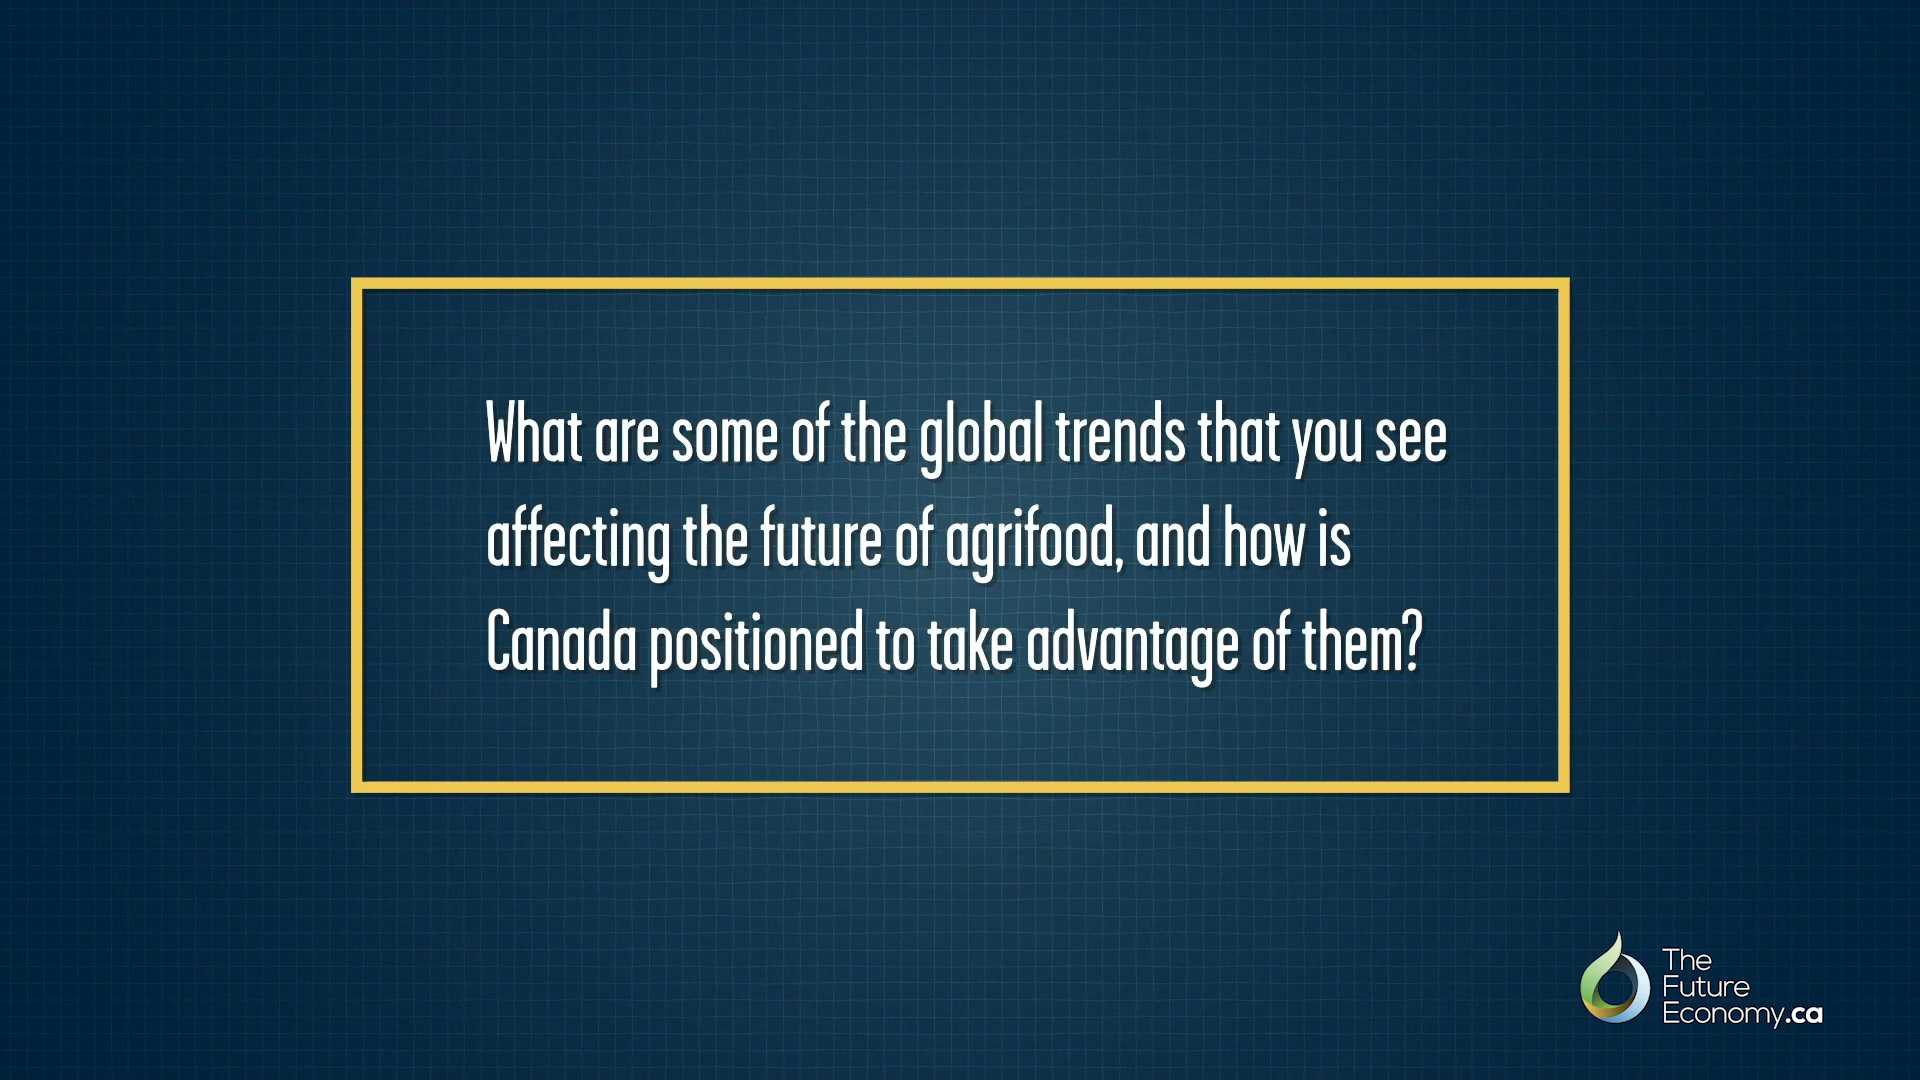 What are some of the global trends that you see
affecting the future of agrifood, and how is
Canada positioned to take advantage of them?
The
Future
Economy.ca